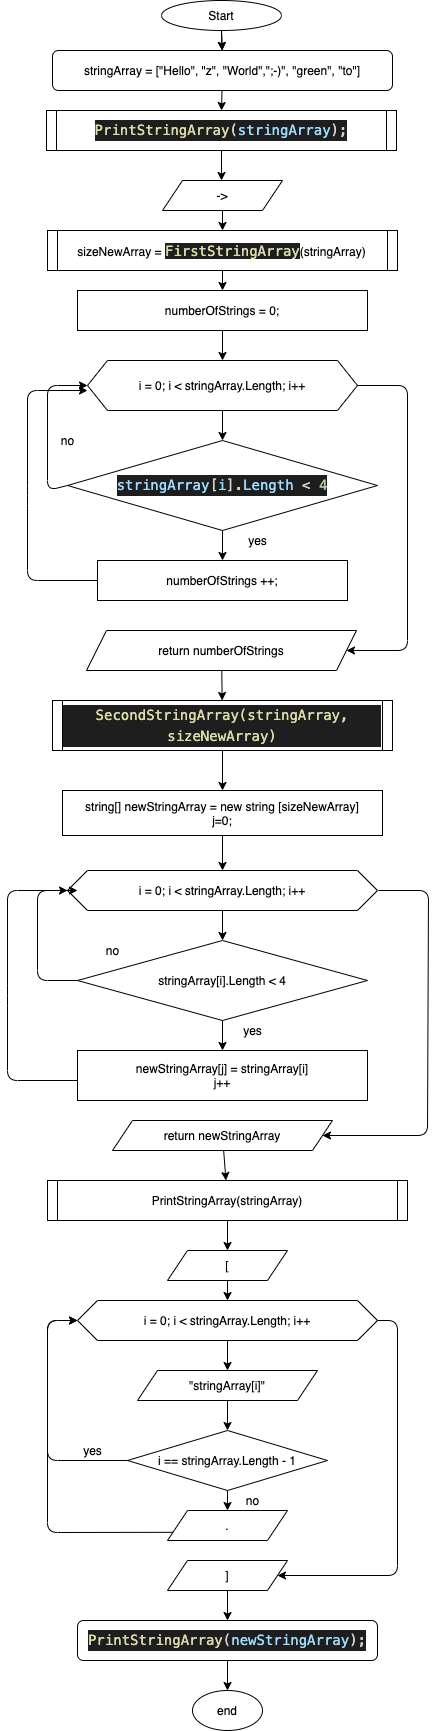 Start
stringArray = ["Hello", "z", "World",";-)", "green", "to"]
PrintStringArray(stringArray);
->
sizeNewArray = FirstStringArray(stringArray)
numberOfStrings = 0;
i = 0; i < stringArray.Length; i++
no
stringArray[i].Length < 4
yes
numberOfStrings ++;
return numberOfStrings
SecondStringArray(stringArray,
sizeNewArray)
string[] newStringArray = new string [sizeNewArray]
j=0;
i = 0; i < stringArray.Length; i++
no
stringArray[i].Length < 4
yes
newStringArray[j] = stringArray[i]
j++
return newStringArray
PrintStringArray(stringArray)
[
i = 0; i < stringArray.Length; i++
"stringArray[i]"
yes
i == stringArray.Length - 1
no
.
]
PrintStringArray(newStringArray);
end